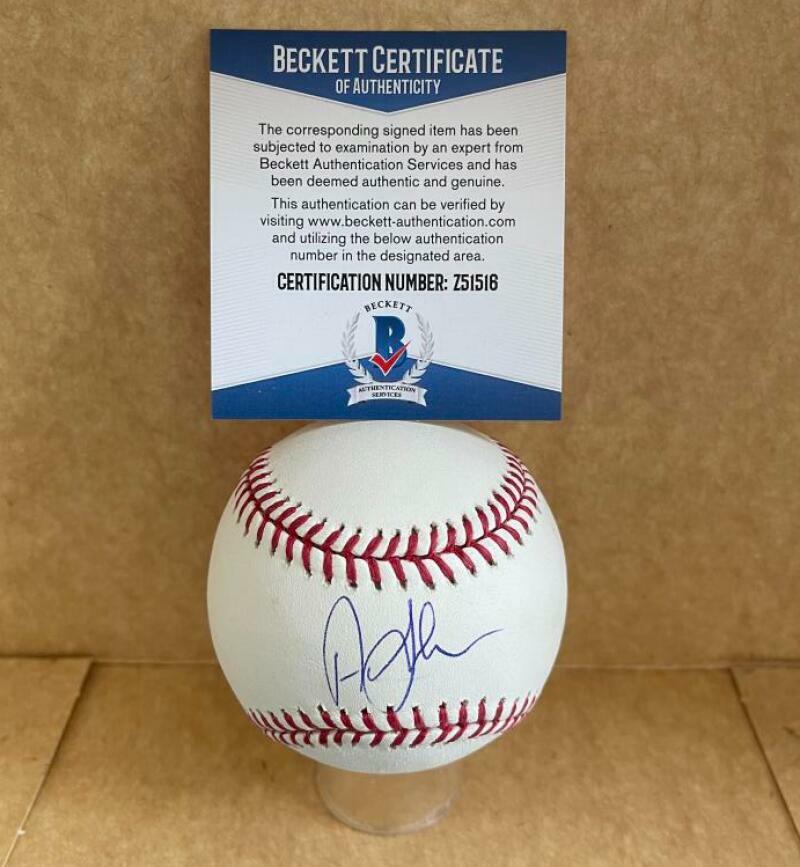 BECKETT CERTIFICATE
OF AUTHENTICITY
The corresponding signed item has been
subjected to examination by an expert from
Beckett Authentication Services and has
been deemed authentic and genuine.
This authentication can be verified by
visiting www.beckett-authentication.com
and utilizing the below authentication
number in the designated area.
CERTIFICATION NUMBER: Z51516
BECKETT
B
AUTHENTICATION
SERVICES